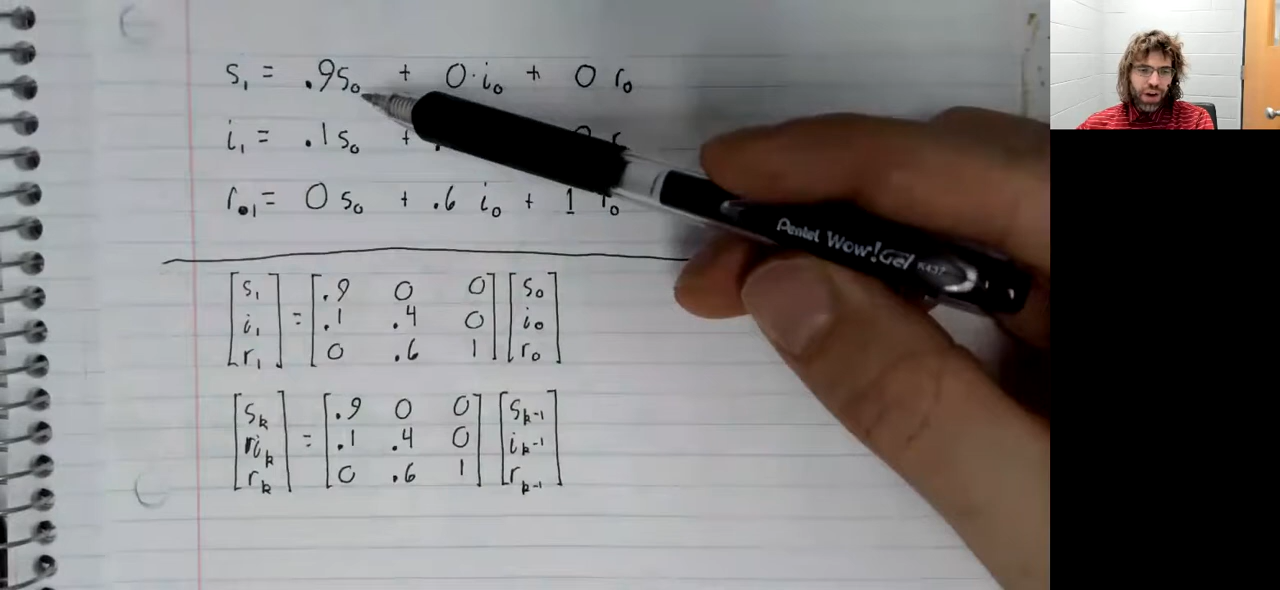 s₁ = .9s₀ + 0·i₀ + 0 r₀
i₁ = .1s₀ +
r₁ = 0 s₀ + .6 i₀ + 1 r₀
[s₁ i₁ r₁] = [.9 0 0; .1 .4 0; 0 .6 1] [s₀ i₀ r₀]
[sₖ iₖ rₖ] = [.9 0 0; .1 .4 0; 0 .6 1] [sₖ₋₁ iₖ₋₁ rₖ₋₁]
Pentel Wow! Gel K437